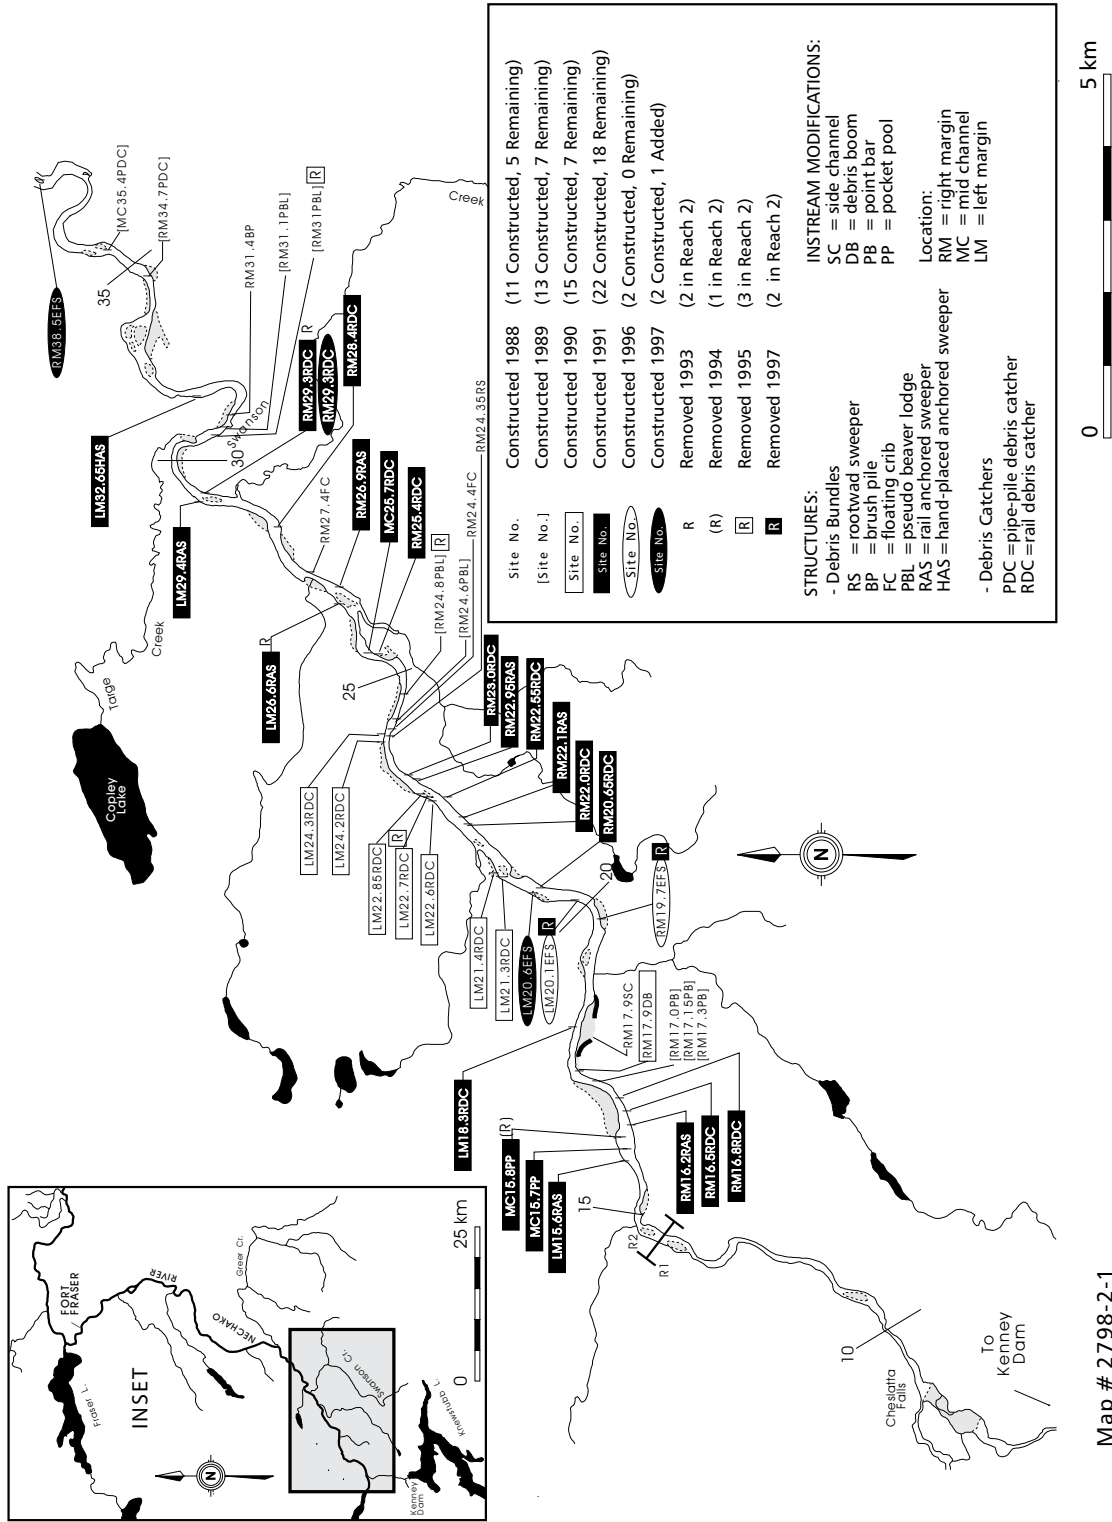 INSET
FORT
FRASER
Fraser L.
NECHAKO
RIVER
Greer Cr.
Swanson Cr.
Knewstubb L.
Kenney
Dam
N
0
25 km
Copley
Lake
Targe
Creek
Swanson
Creek
RM38.5EFS
[MC35.4PDC]
[RM34.7PDC]
35
RM31.4BP
[RM31.1PBL]
[RM31PBL] R
LM32.65HAS
30
RM29.3RDC R
RM29.3RDC
RM28.4RDC
LM29.4RAS
RM27.4FC
RM26.9RAS
MC25.7RDC
RM25.4RDC
LM26.6RAS R
25
[RM24.8PBL] R
[RM24.6PBL]
RM24.4FC
RM24.35RS
LM24.3RDC
LM24.2RDC
RM23.0RDC
RM22.95RAS
RM22.55RDC
RM22.1RAS
RM22.0RDC
RM20.65RDC
LM22.85RDC
LM22.7RDC R
LM22.6RDC
LM21.4RDC
LM21.3RDC
LM20.6EFS
LM20.1EFS R
20
RM19.7EFS R
LM18.3RDC
RM17.9SC
RM17.9DB
[RM17.0PB]
[RM17.15PB]
[RM17.3PB]
MC15.8PP (R)
MC15.7PP
LM15.6RAS
RM16.2RAS
RM16.5RDC
RM16.8RDC
15
R2
R1
10
Cheslatta
Falls
To
Kenney
Dam
N
Site No. Constructed 1988 (11 Constructed, 5 Remaining)
[Site No.] Constructed 1989 (13 Constructed, 7 Remaining)
Site No. Constructed 1990 (15 Constructed, 7 Remaining)
Site No. Constructed 1991 (22 Constructed, 18 Remaining)
Site No. Constructed 1996 (2 Constructed, 0 Remaining)
Site No. Constructed 1997 (2 Constructed, 1 Added)
R Removed 1993 (2 in Reach 2)
(R) Removed 1994 (1 in Reach 2)
R Removed 1995 (3 in Reach 2)
R Removed 1997 (2 in Reach 2)
STRUCTURES:
- Debris Bundles
RS = rootwad sweeper
BP = brush pile
FC = floating crib
PBL = pseudo beaver lodge
RAS = rail anchored sweeper
HAS = hand-placed anchored sweeper
- Debris Catchers
PDC =pipe-pile debris catcher
RDC =rail debris catcher
INSTREAM MODIFICATIONS:
SC = side channel
DB = debris boom
PB = point bar
PP = pocket pool
Location:
RM = right margin
MC = mid channel
LM = left margin
0
5 km
Map # 2798-2-1